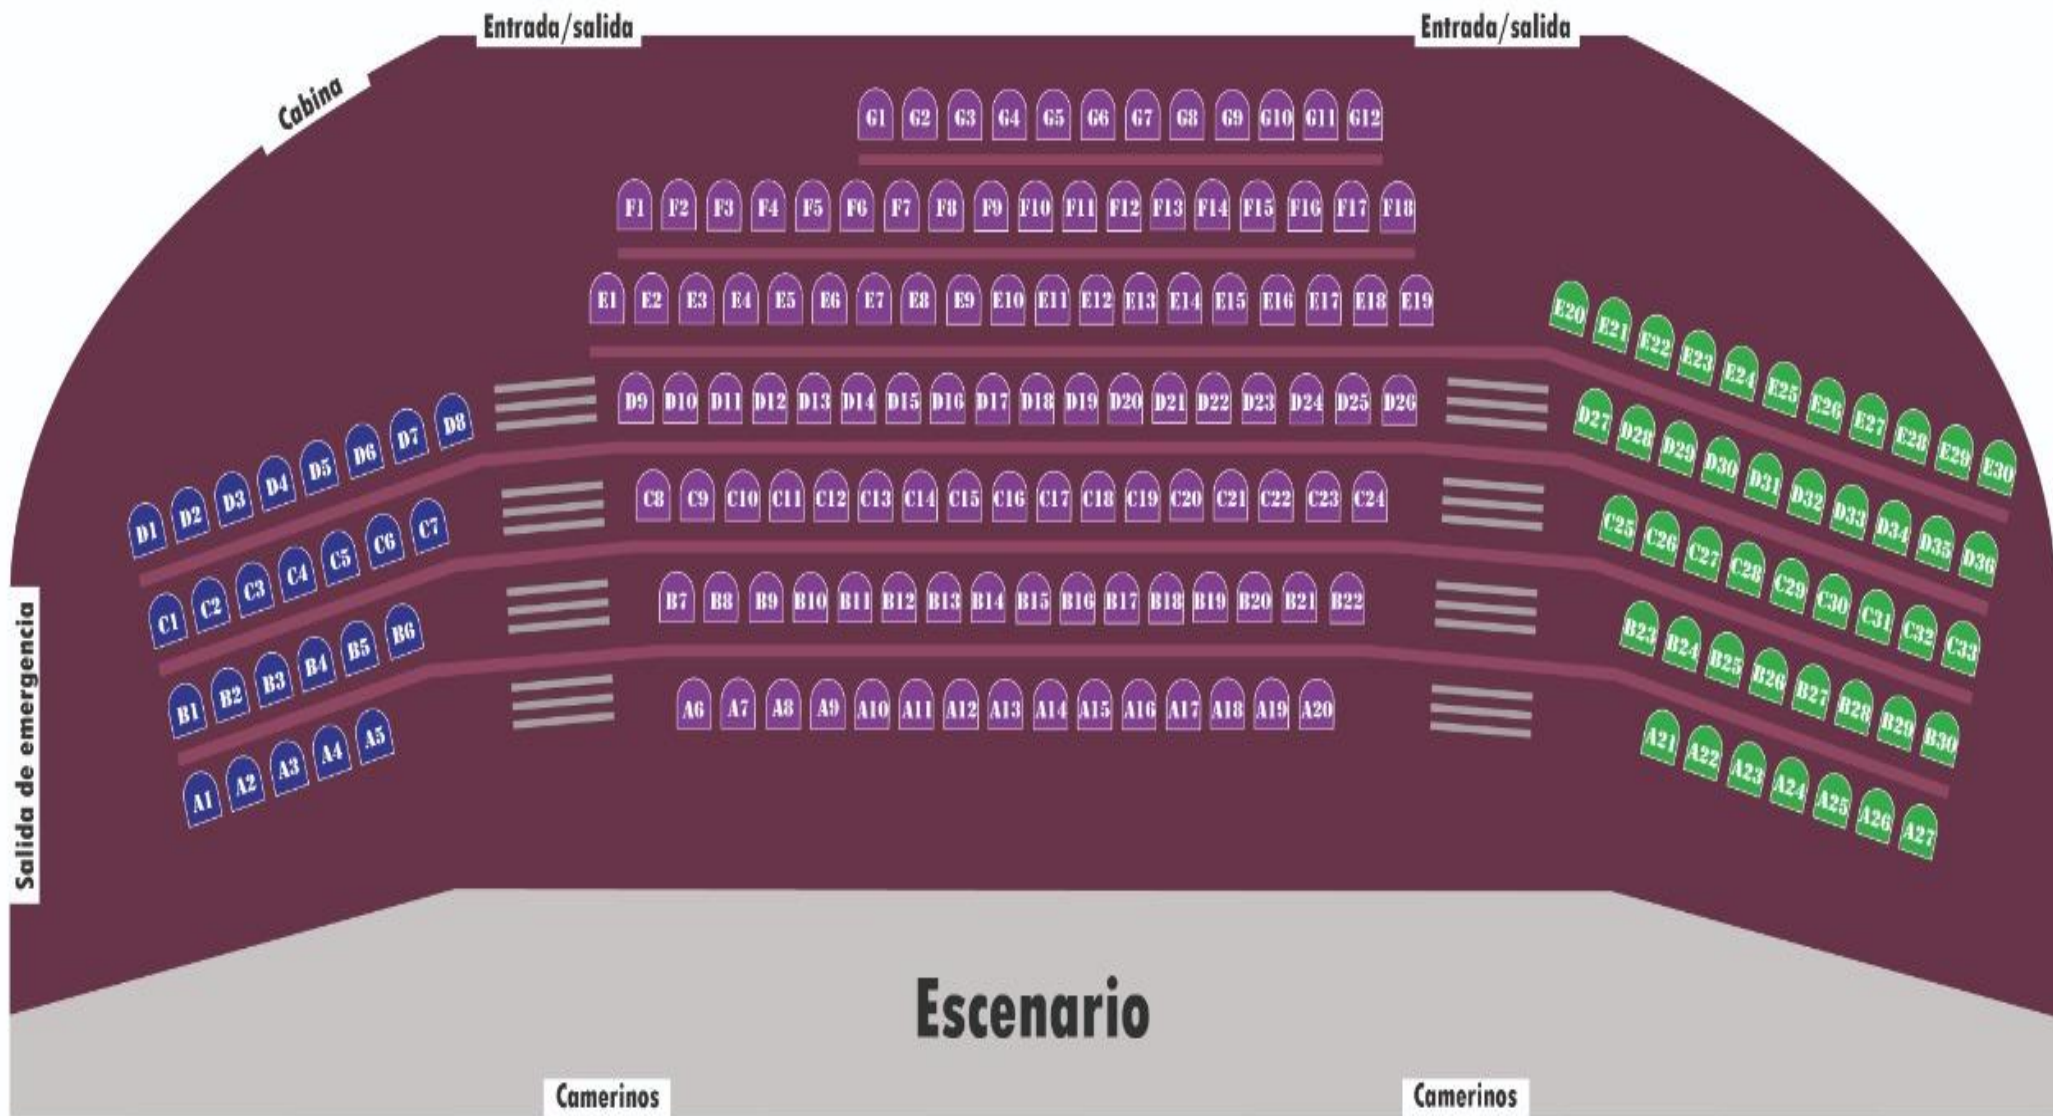 Entrada/salida Entrada/salida
Cabina
G1 G2 G3 G4 G5 G6 G7 G8 G9 G10 G11 G12
F1 F2 F3 F4 F5 F6 F7 F8 F9 F10 F11 F12 F13 F14 F15 F16 F17 F18
E1 E2 E3 E4 E5 E6 E7 E8 E9 E10 E11 E12 E13 E14 E15 E16 E17 E18 E19
E20 E21 E22 E23 E24 E25 E26 E27 E28 E29 E30
D1 D2 D3 D4 D5 D6 D7 D8
D9 D10 D11 D12 D13 D14 D15 D16 D17 D18 D19 D20 D21 D22 D23 D24 D25 D26
D27 D28 D29 D30 D31 D32 D33 D34 D35 D36
C1 C2 C3 C4 C5 C6 C7
C8 C9 C10 C11 C12 C13 C14 C15 C16 C17 C18 C19 C20 C21 C22 C23 C24
C25 C26 C27 C28 C29 C30 C31 C32 C33
B1 B2 B3 B4 B5 B6
B7 B8 B9 B10 B11 B12 B13 B14 B15 B16 B17 B18 B19 B20 B21 B22
B23 B24 B25 B26 B27 B28 B29 B30
A1 A2 A3 A4 A5
A6 A7 A8 A9 A10 A11 A12 A13 A14 A15 A16 A17 A18 A19 A20
A21 A22 A23 A24 A25 A26 A27
Salida de emergencia
Escenario
Camerinos Camerinos